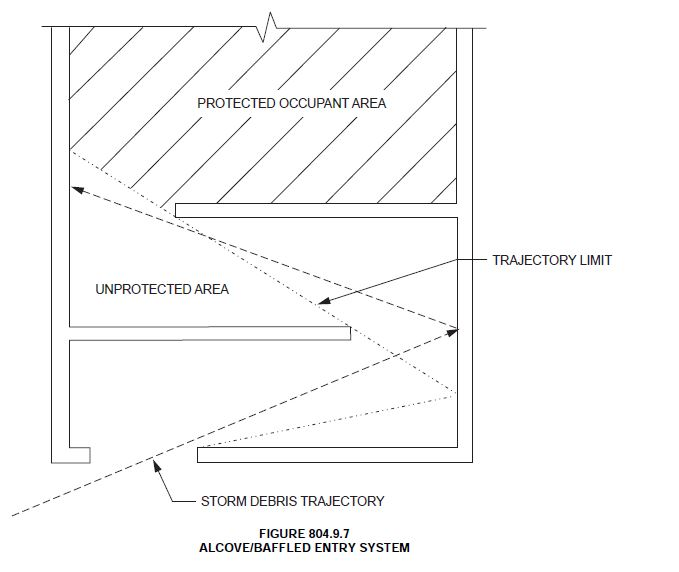 PROTECTED OCCUPANT AREA
TRAJECTORY LIMIT
UNPROTECTED AREA
STORM DEBRIS TRAJECTORY
FIGURE 804.9.7
ALCOVE/BAFFLED ENTRY SYSTEM